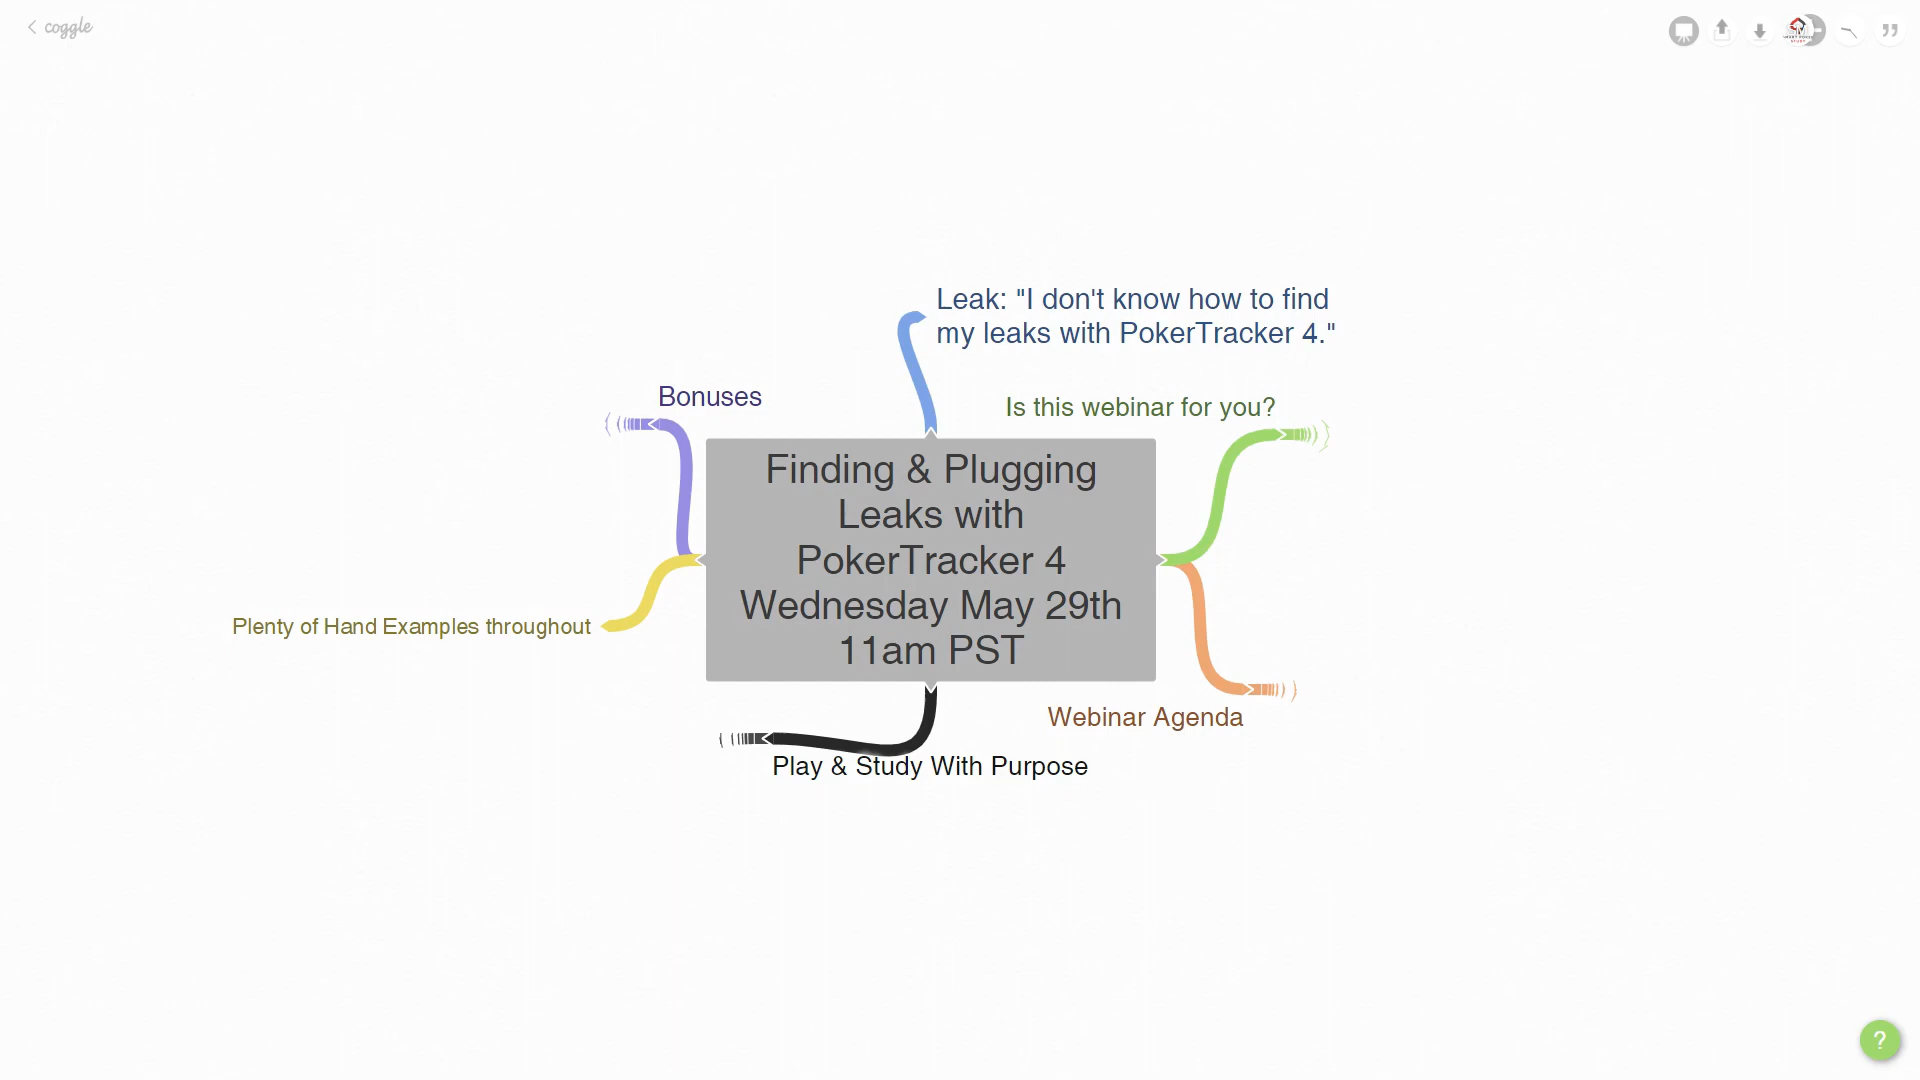 coggle
Leak: "I don't know how to find
my leaks with PokerTracker 4."
Bonuses
Is this webinar for you?
Finding & Plugging
Leaks with
PokerTracker 4
Wednesday May 29th
11am PST
Plenty of Hand Examples throughout
Webinar Agenda
Play & Study With Purpose
?